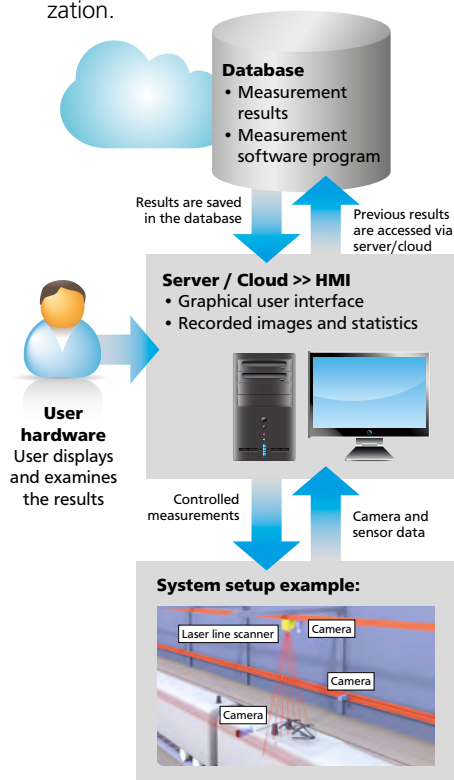 zation.
Database
• Measurement
results
• Measurement
software program
Results are saved
in the database
Previous results
are accessed via
server/cloud
Server / Cloud >> HMI
• Graphical user interface
• Recorded images and statistics
User
hardware
User displays
and examines
the results
Controlled
measurements
Camera and
sensor data
System setup example:
Laser line scanner
Camera
Camera
Camera